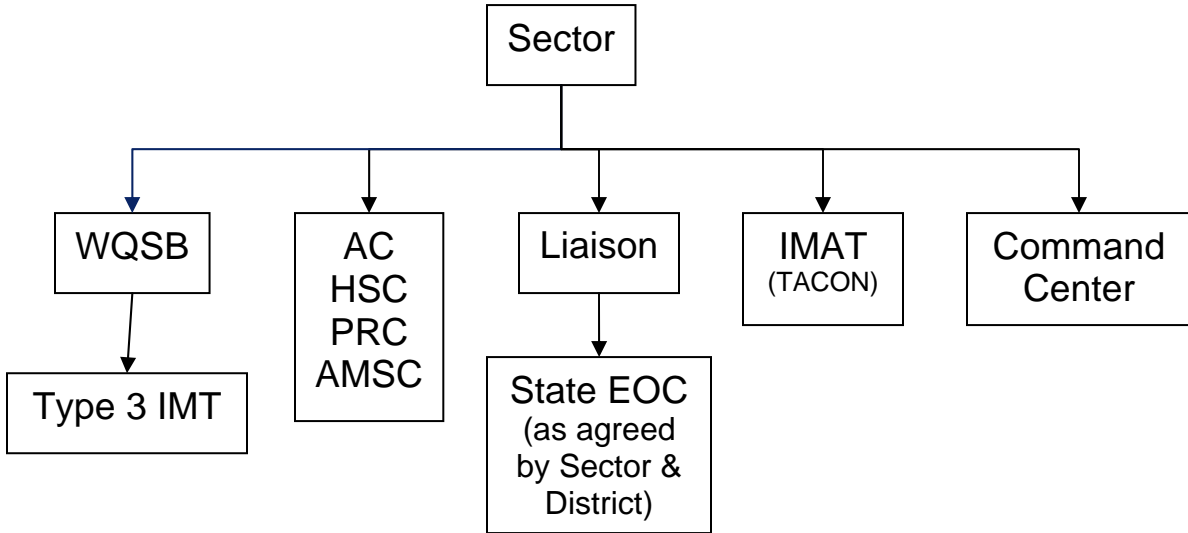 Sector
WQSB
AC
HSC
PRC
AMSC
Liaison
IMAT
(TACON)
Command
Center
Type 3 IMT
State EOC
(as agreed
by Sector &
District)